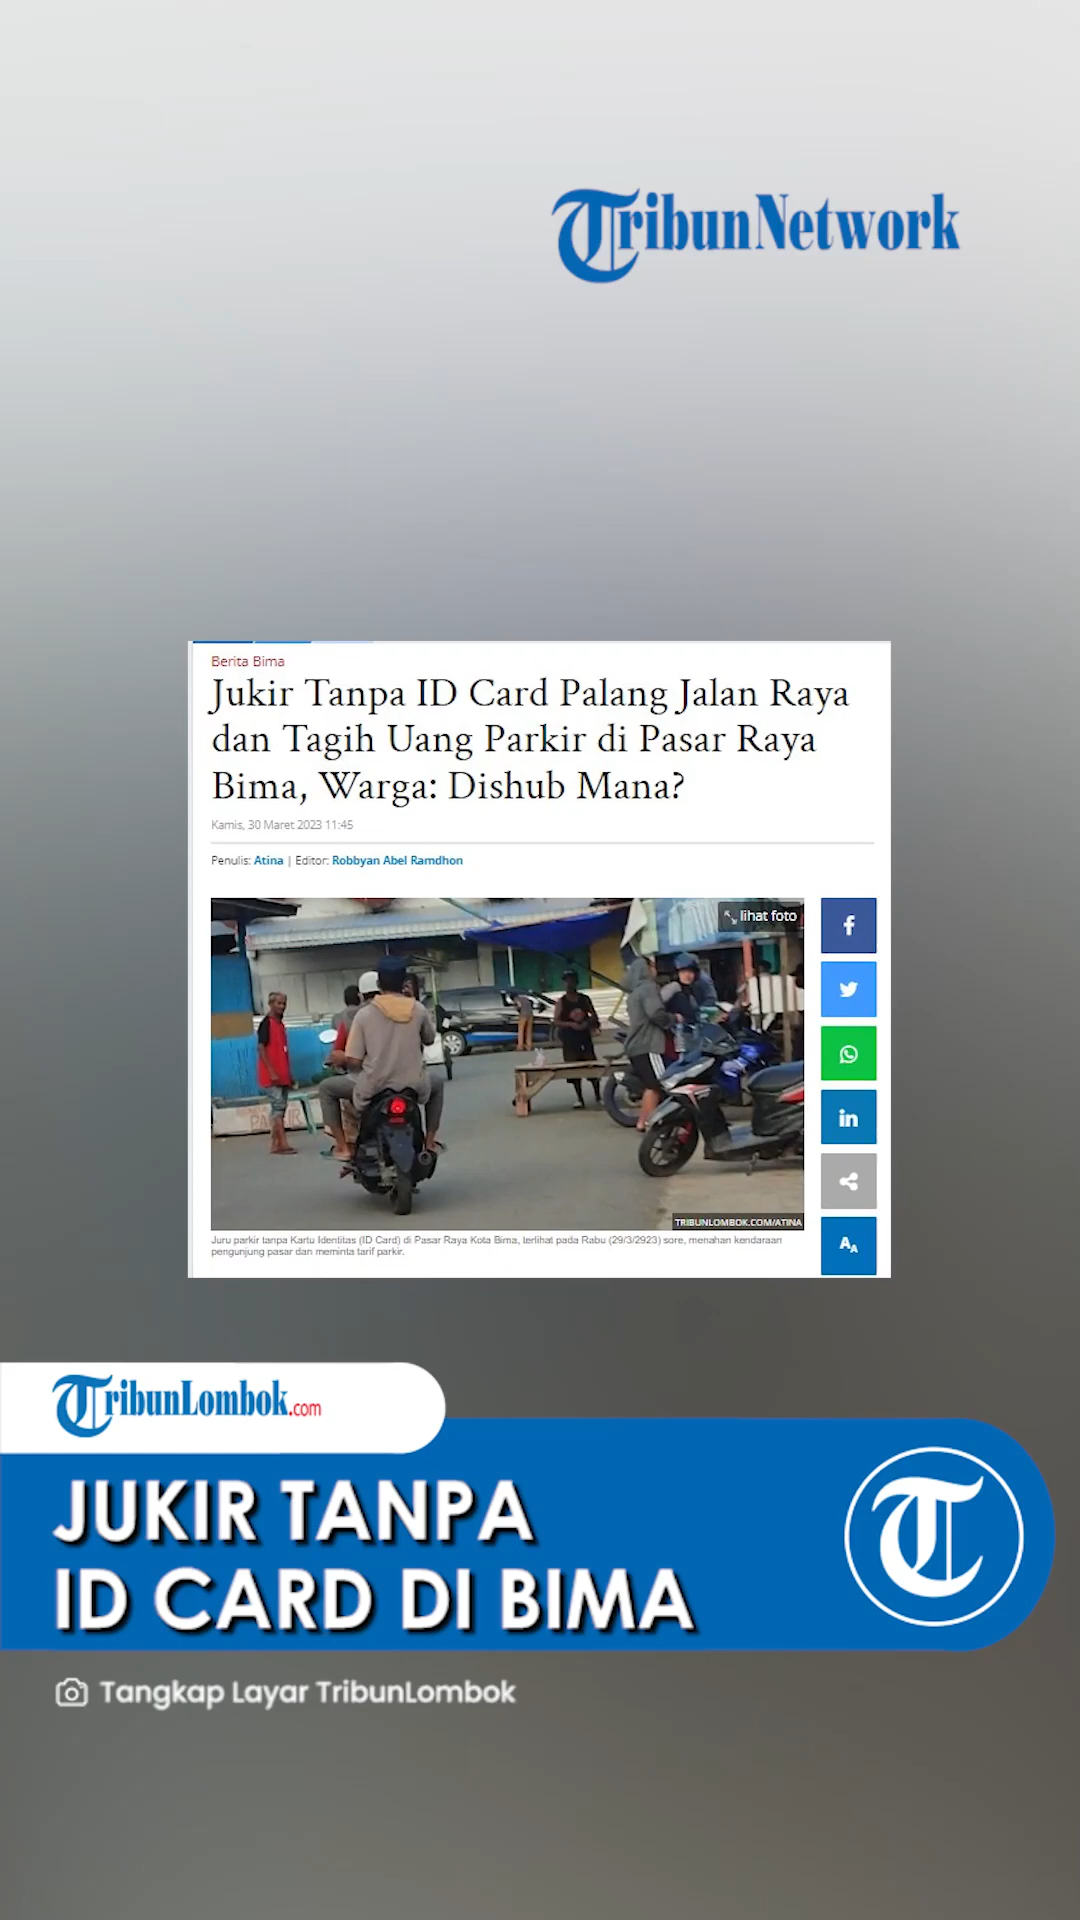 TribunNetwork
Berita Bima
Jukir Tanpa ID Card Palang Jalan Raya
dan Tagih Uang Parkir di Pasar Raya
Bima, Warga: Dishub Mana?
Kamis, 30 Maret 2023 11:45
Penulis: Atina | Editor: Robbyan Abel Ramdhon
lihat foto
PARKIR
TRIBUNLOMBOK.COM/ATINA
Juru parkir tanpa Kartu Identitas (ID Card) di Pasar Raya Kota Bima, terlihat pada Rabu (29/3/2923) sore, menahan kendaraan
pengunjung pasar dan meminta tarif parkir.
TribunLombok.com
JUKIR TANPA
ID CARD DI BIMA
Tangkap Layar TribunLombok